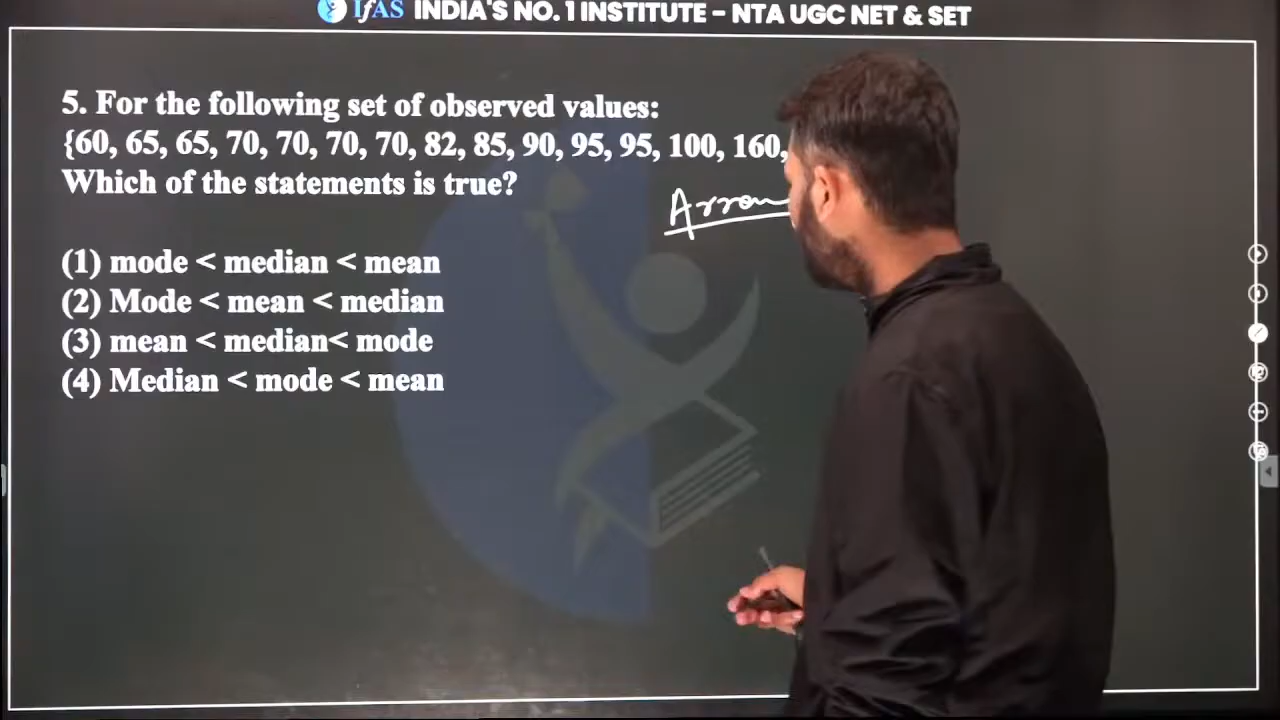 IfAS INDIA'S NO. 1 INSTITUTE – NTA UGC NET & SET
5. For the following set of observed values:
{60, 65, 65, 70, 70, 70, 70, 82, 85, 90, 95, 95, 100, 160,
Which of the statements is true?
(1) mode < median < mean
(2) Mode < mean < median
(3) mean < median< mode
(4) Median < mode < mean